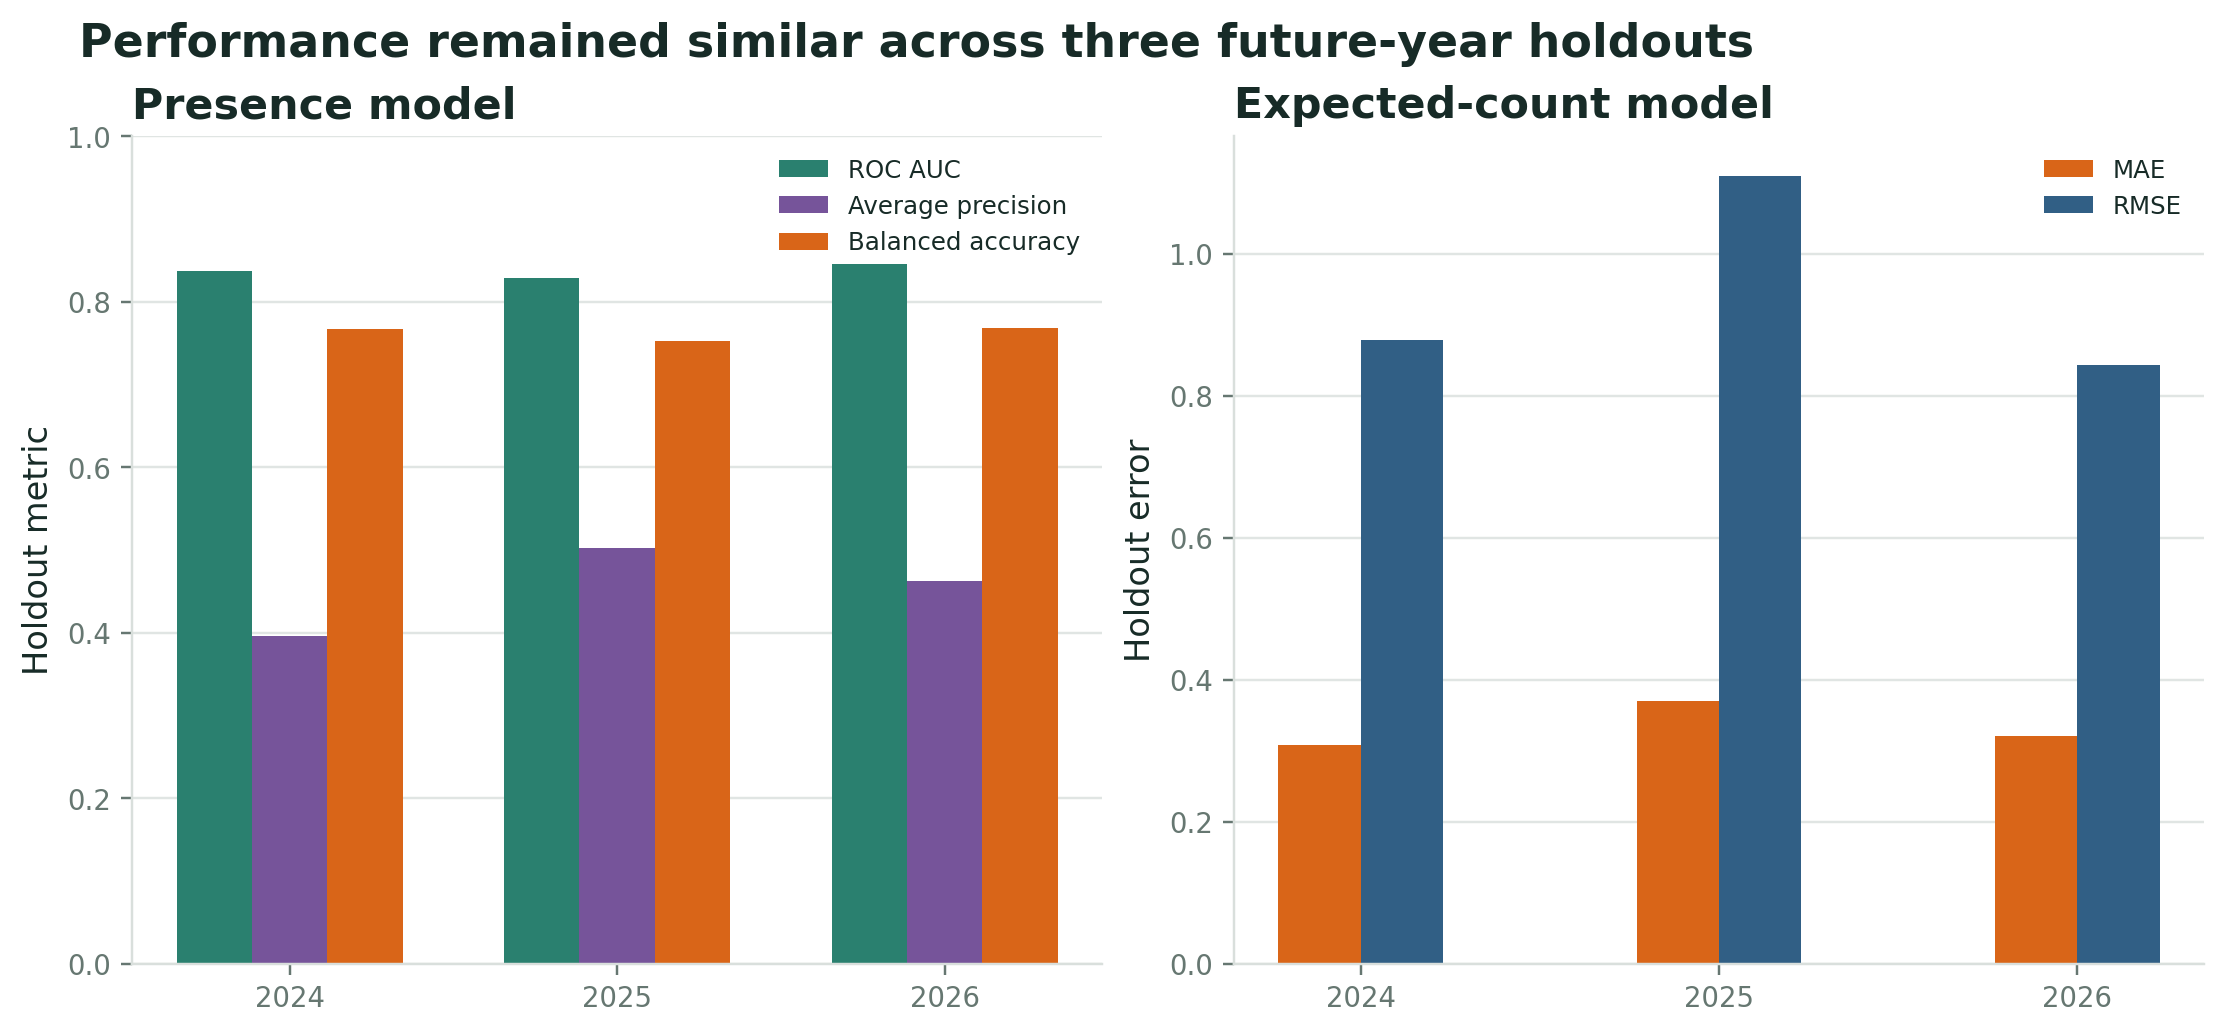 Performance remained similar across three future-year holdouts
Presence model
Holdout metric
1.0
0.8
0.6
0.4
0.2
0.0
ROC AUC
Average precision
Balanced accuracy
2024
2025
2026
Expected-count model
Holdout error
1.0
0.8
0.6
0.4
0.2
0.0
MAE
RMSE
2024
2025
2026